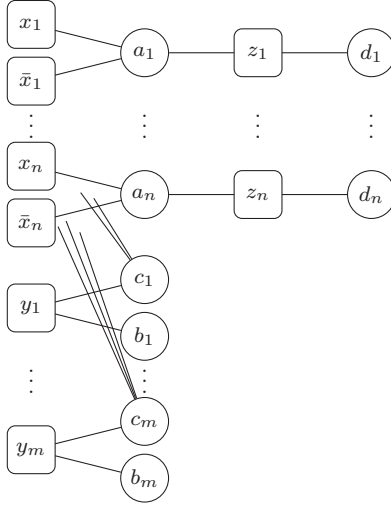 x₁
a₁ z₁ d₁
x̄₁
⋮ ⋮ ⋮ ⋮
xₙ
aₙ zₙ dₙ
x̄ₙ
c₁
y₁
b₁
⋮ ⋮
cₘ
yₘ
bₘ